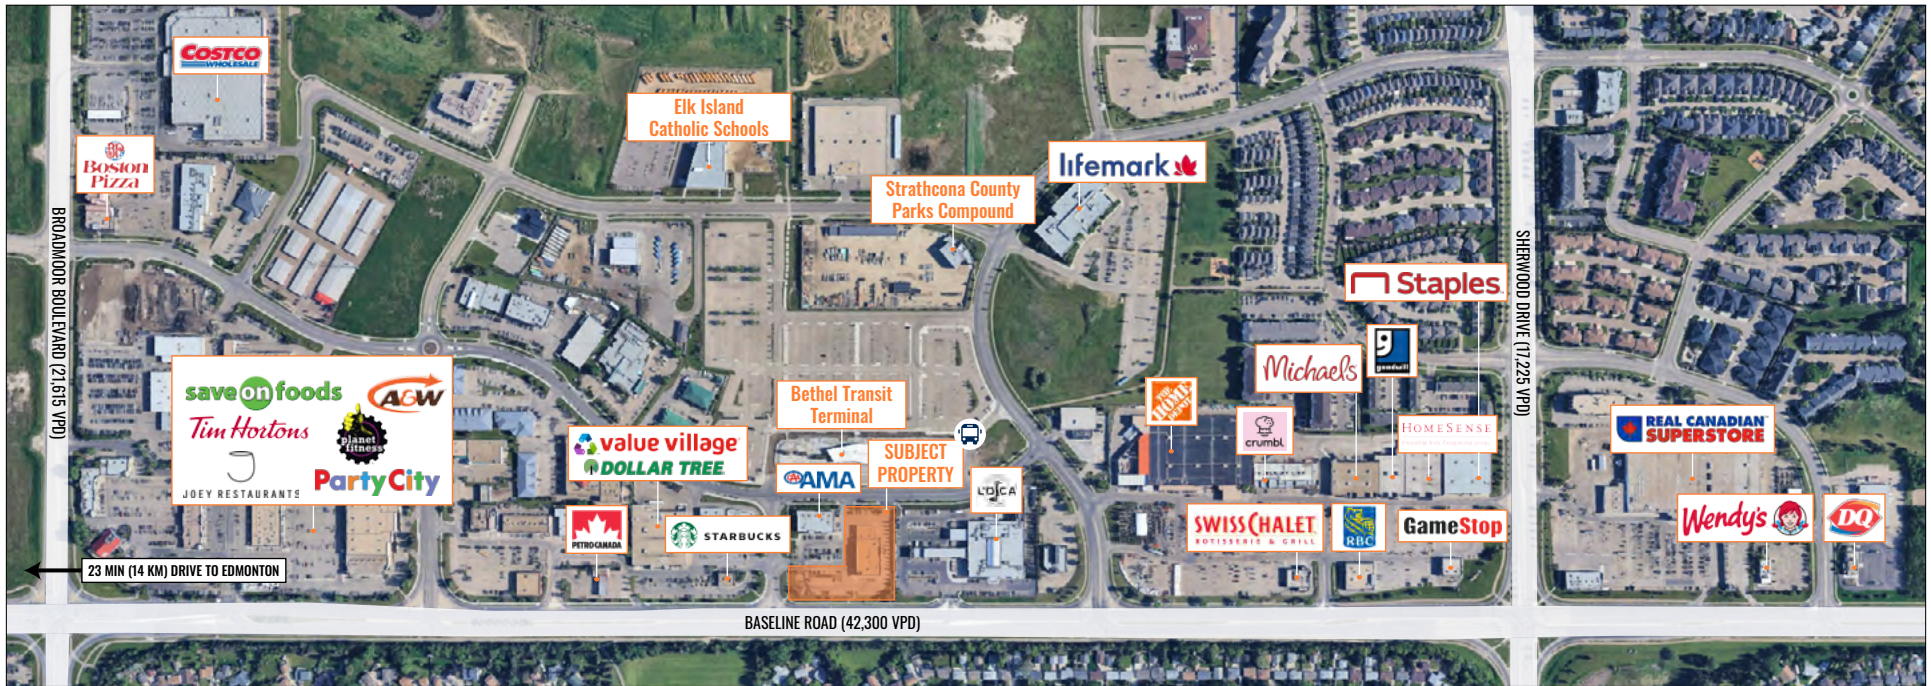 COSTCO
WHOLESALE
BP
Boston
Pizza
Elk Island
Catholic Schools
lifemark
Strathcona County
Parks Compound
BROADMOOR BOULEVARD (21,615 VPD)
SHERWOOD DRIVE (17,225 VPD)
Staples
Michaels
goodwill
save on foods
A&W
Tim Hortons
planet
fitness
JOEY RESTAURANTS
PartyCity
Bethel Transit
Terminal
THE
HOME
DEPOT
crumbl
HOMESENSE
REAL CANADIAN
SUPERSTORE
value village
DOLLAR TREE
SUBJECT
PROPERTY
CAA AMA
PETRO-CANADA
STARBUCKS
SWISS CHALET
ROTISSERIE & GRILL
RBC
GameStop
Wendy's
DQ
23 MIN (14 KM) DRIVE TO EDMONTON
BASELINE ROAD (42,300 VPD)